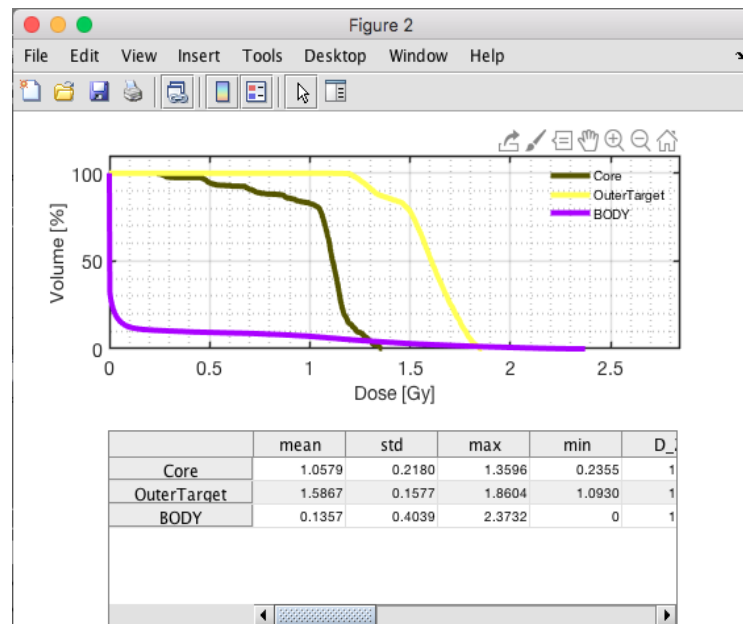 Figure 2
File Edit View Insert Tools Desktop Window Help
100
50
0
Volume [%]
Core
OuterTarget
BODY
0 0.5 1 1.5 2 2.5
Dose [Gy]
mean std max min
Core 1.0579 0.2180 1.3596 0.2355
OuterTarget 1.5867 0.1577 1.8604 1.0930
BODY 0.1357 0.4039 2.3732 0